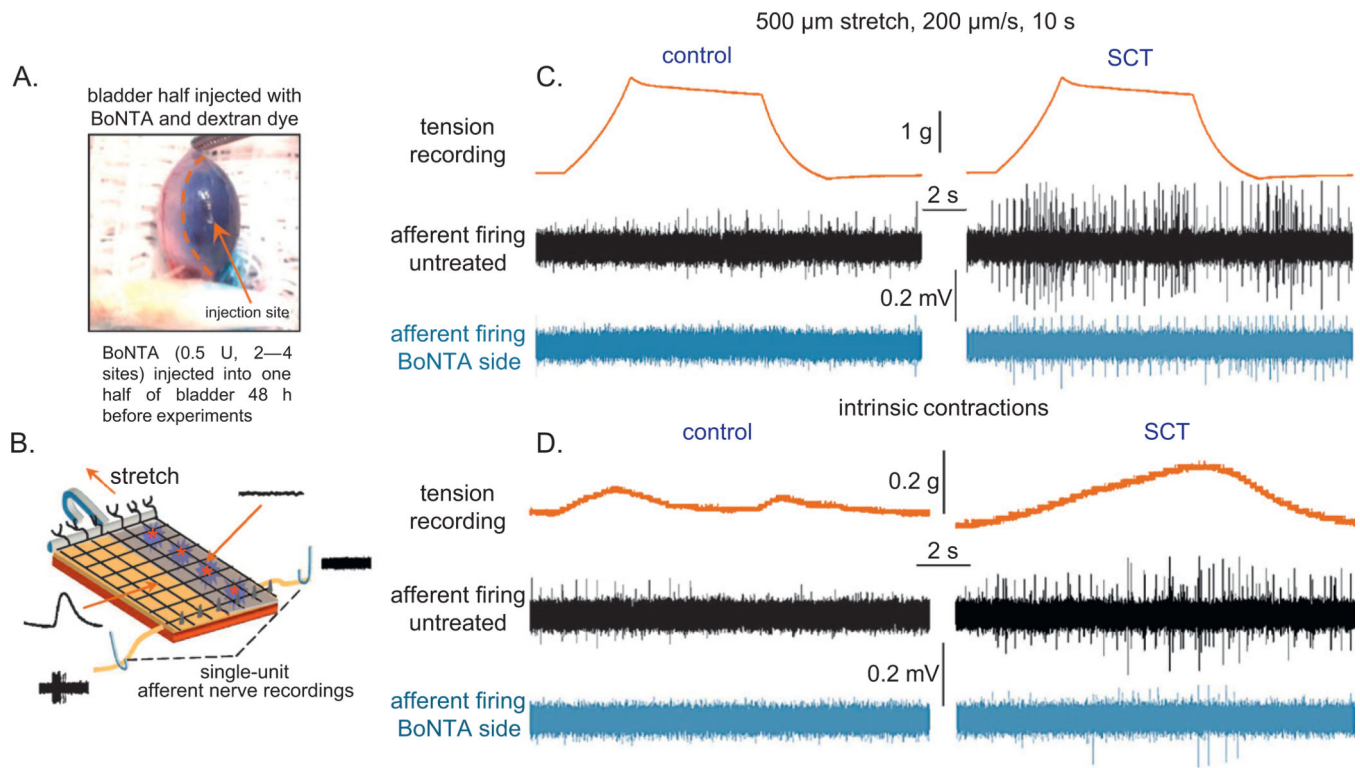 500 µm stretch, 200 µm/s, 10 s
A.
bladder half injected with
BoNTA and dextran dye
injection site
BoNTA (0.5 U, 2—4
sites) injected into one
half of bladder 48 h
before experiments
B.
stretch
single-unit
afferent nerve recordings
C.
control
SCT
tension
recording
1 g
2 s
afferent firing
untreated
0.2 mV
afferent firing
BoNTA side
intrinsic contractions
D.
control
SCT
tension
recording
0.2 g
2 s
afferent firing
untreated
0.2 mV
afferent firing
BoNTA side